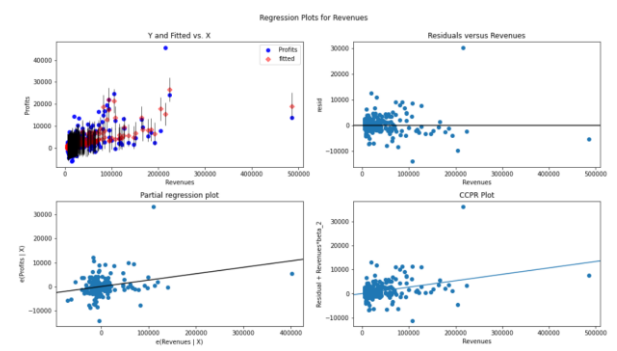 Regression Plots for Revenues
Y and Fitted vs. X
Profits
fitted
40000
30000
20000
10000
0
Profits
0
100000
200000
300000
400000
500000
Revenues
Residuals versus Revenues
30000
20000
10000
0
−10000
resid
0
100000
200000
300000
400000
500000
Revenues
Partial regression plot
30000
20000
10000
0
−10000
e(Profits | X)
0
100000
200000
300000
400000
e(Revenues | X)
CCPR Plot
30000
20000
10000
0
−10000
Residual + Revenues*beta_2
0
100000
200000
300000
400000
500000
Revenues